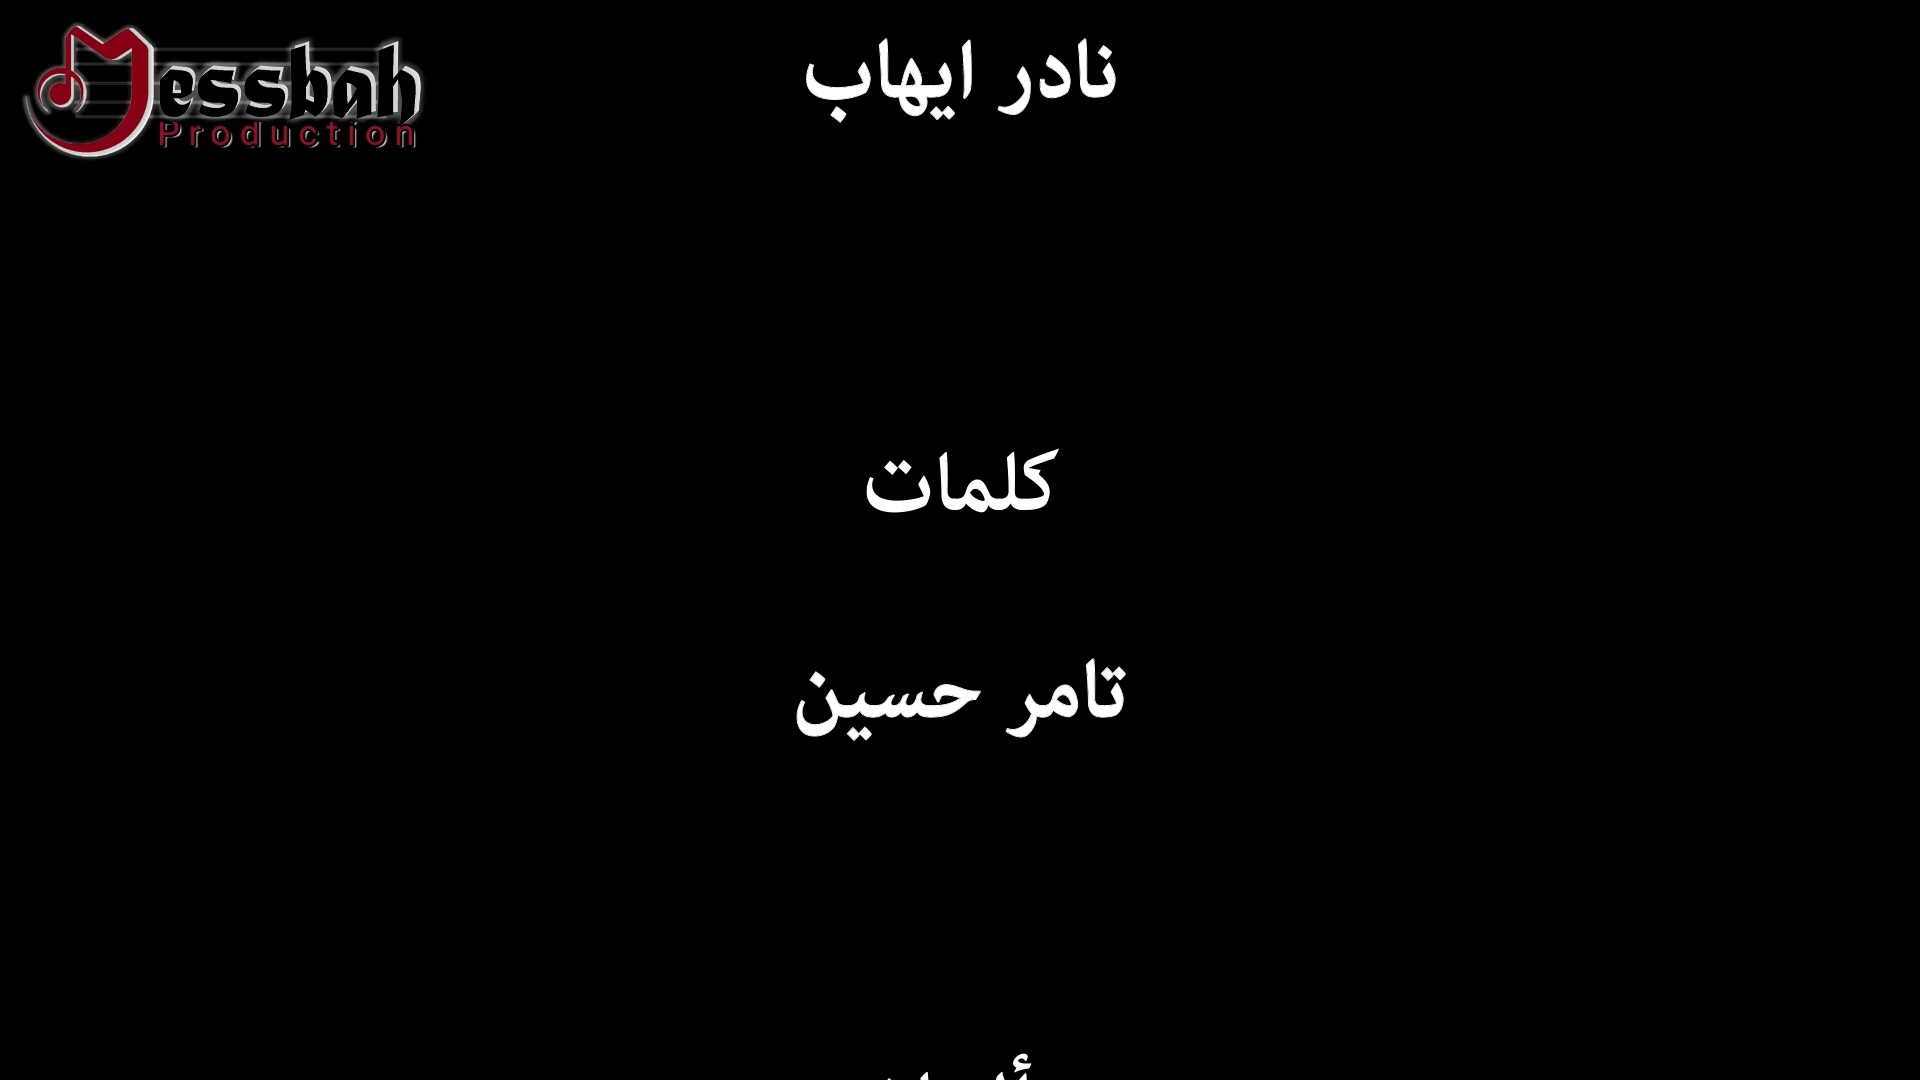 Messbah
Production
نادر ايهاب
كلمات
تامر حسين